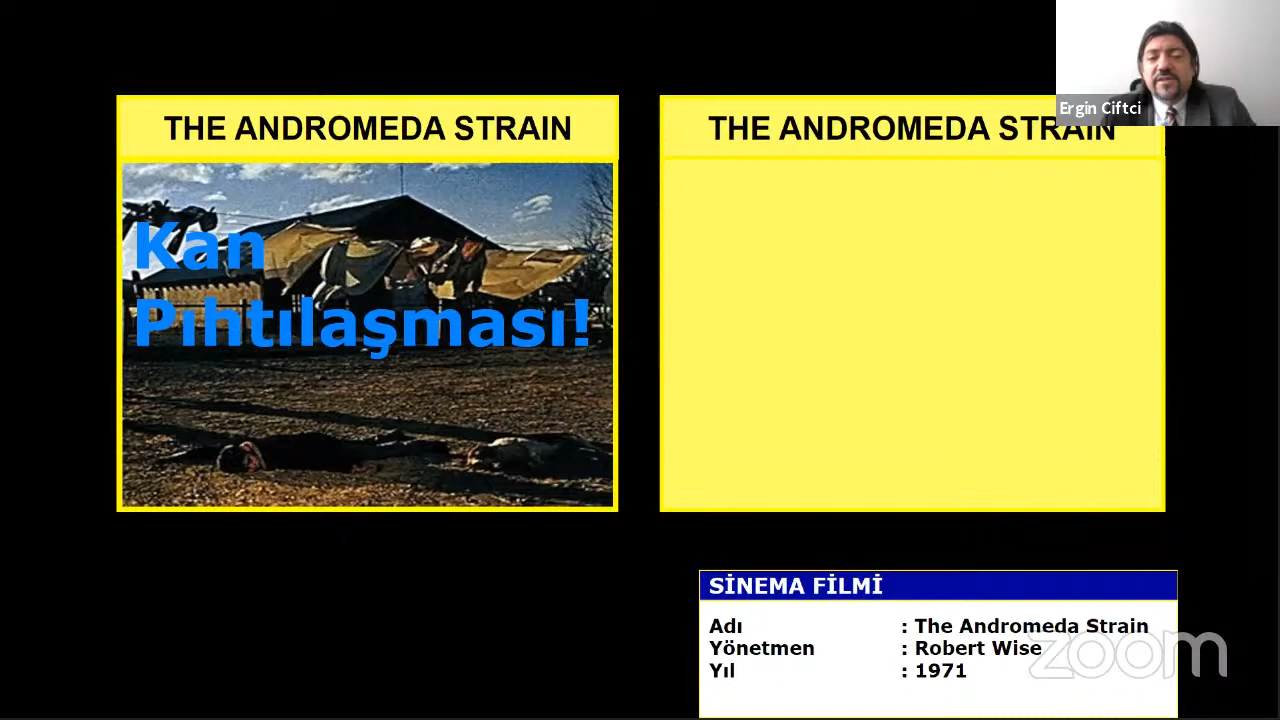 THE ANDROMEDA STRAIN
Kan
Pıhtılaşması!
THE ANDROMEDA STRAIN
Ergin Ciftci
SİNEMA FİLMİ
Adı : The Andromeda Strain
Yönetmen : Robert Wise
Yıl : 1971
zoom